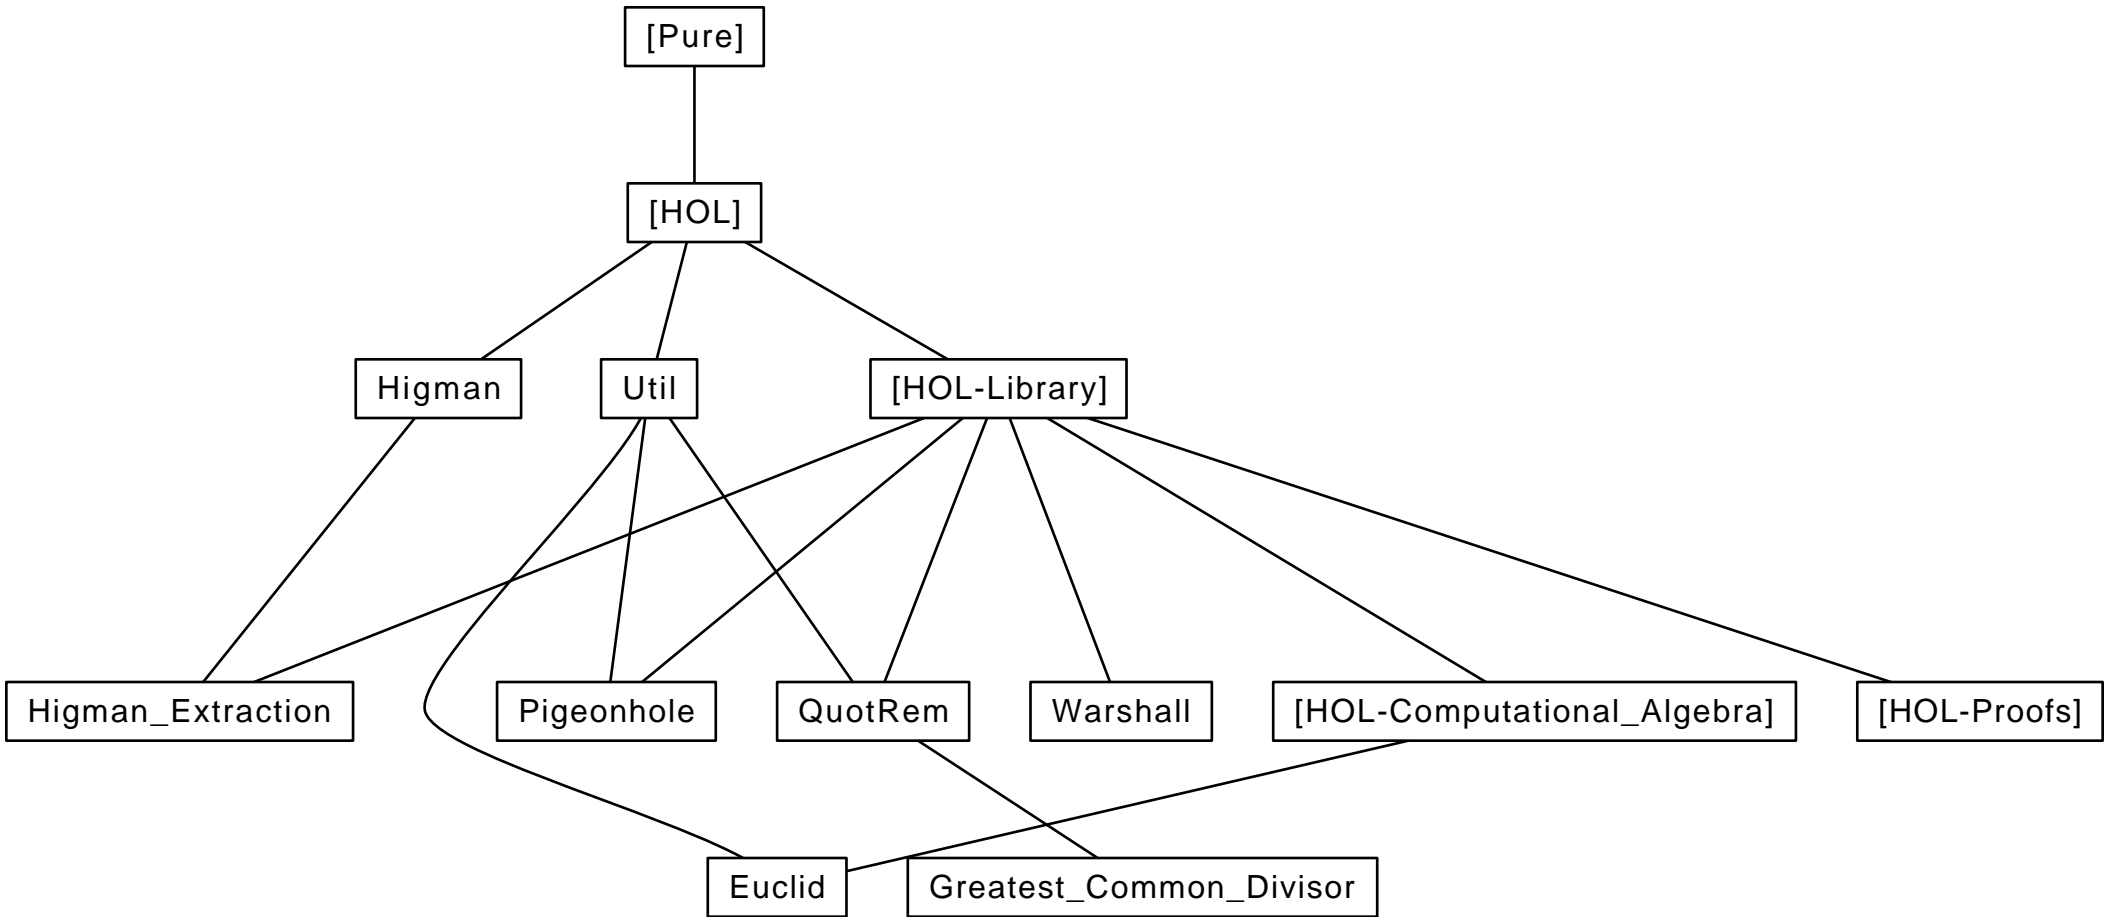 [Pure]
[HOL]
Higman
Util
[HOL-Library]
Higman_Extraction
Pigeonhole
QuotRem
Warshall
[HOL-Computational_Algebra]
[HOL-Proofs]
Euclid
Greatest_Common_Divisor